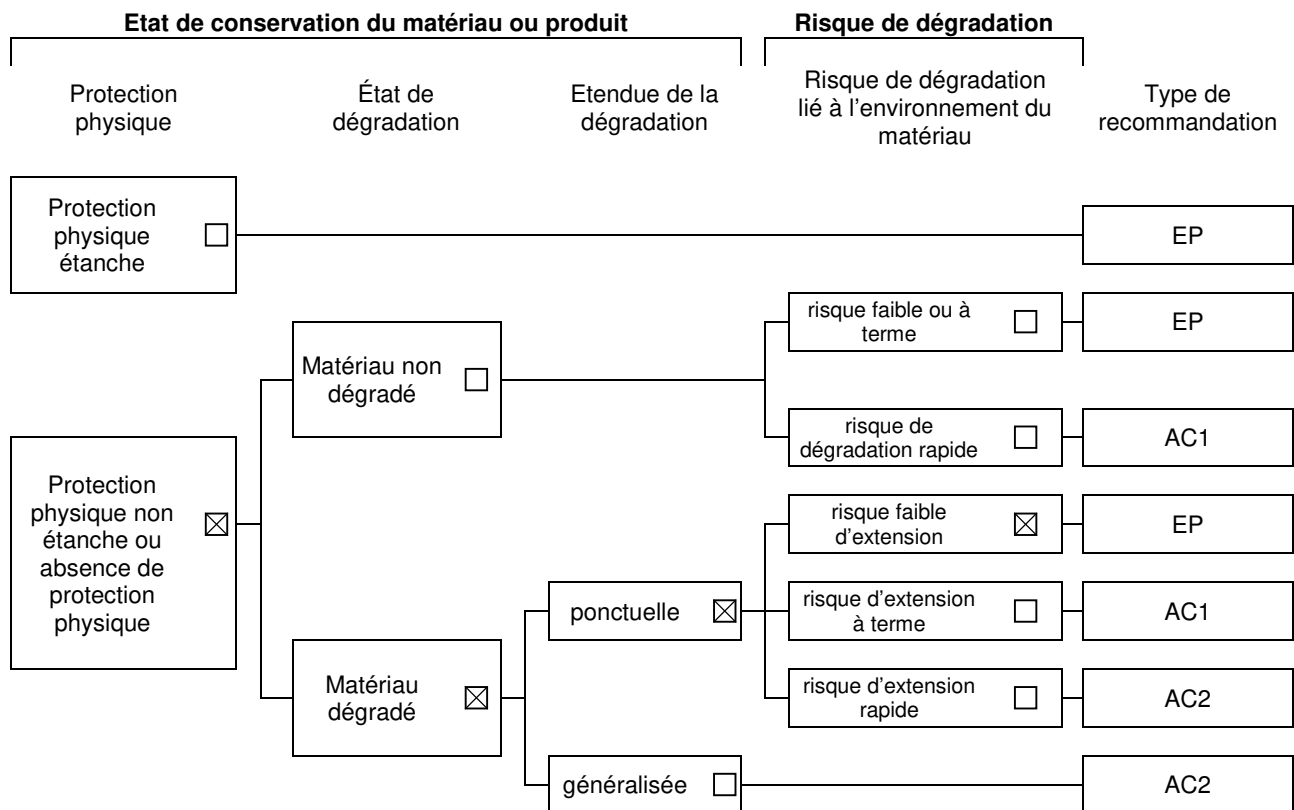 Etat de conservation du matériau ou produit
Risque de dégradation
Protection
physique
État de
dégradation
Etendue de la
dégradation
Risque de dégradation
lié à l'environnement du
matériau
Type de
recommandation
Protection
physique
étanche
EP
risque faible ou à
terme
EP
Matériau non
dégradé
risque de
dégradation rapide
AC1
Protection
physique non
étanche ou
absence de
protection
physique
risque faible
d'extension
EP
ponctuelle
risque d'extension
à terme
AC1
Matériau
dégradé
risque d'extension
rapide
AC2
généralisée
AC2